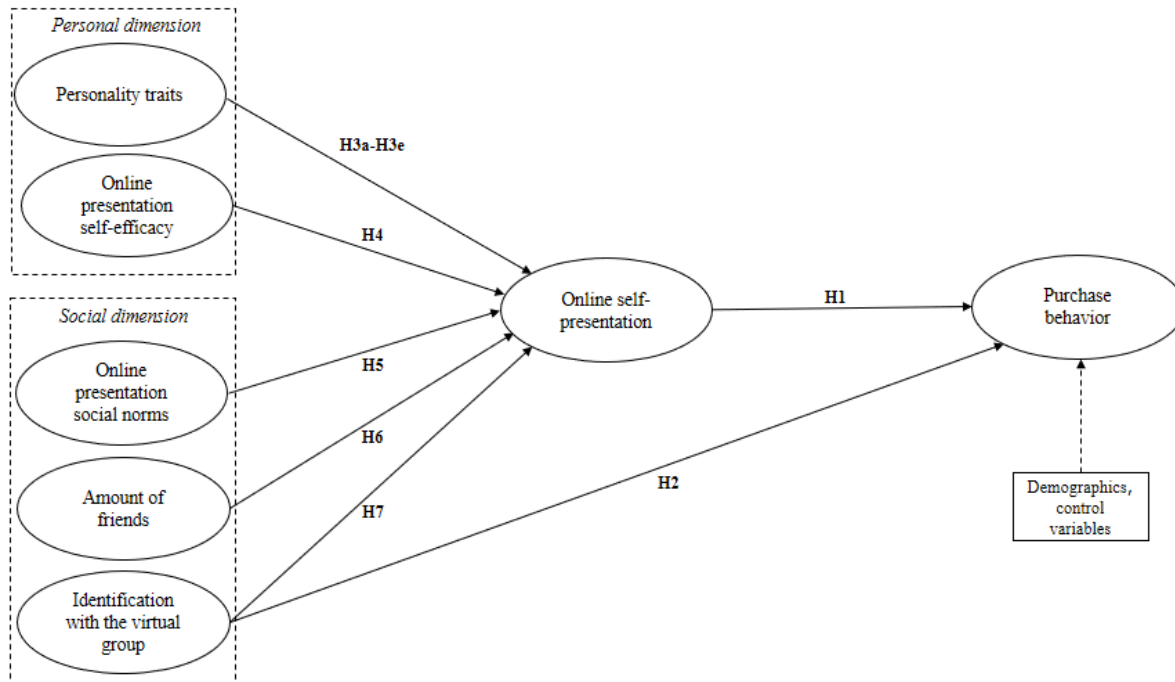 Personal dimension
Personality traits
H3a-H3e
Online
presentation
self-efficacy
H4
Social dimension
Online
presentation
social norms
H5
Amount of
friends
H6
Identification
with the virtual
group
H7
H2
Online self-
presentation
H1
Purchase
behavior
Demographics,
control
variables